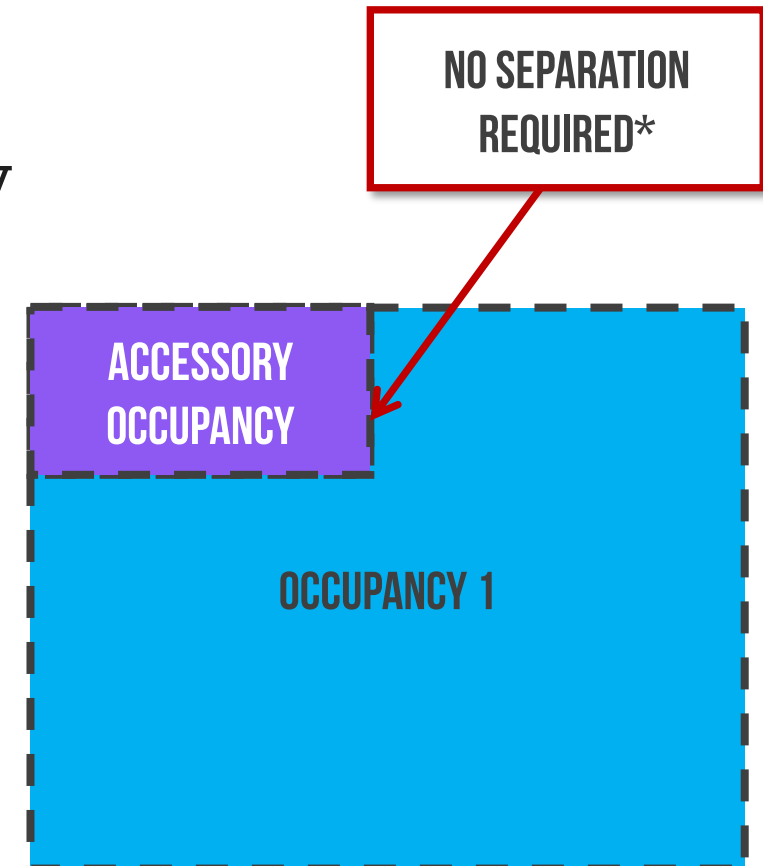 NO SEPARATION
REQUIRED*
ACCESSORY
OCCUPANCY
OCCUPANCY 1